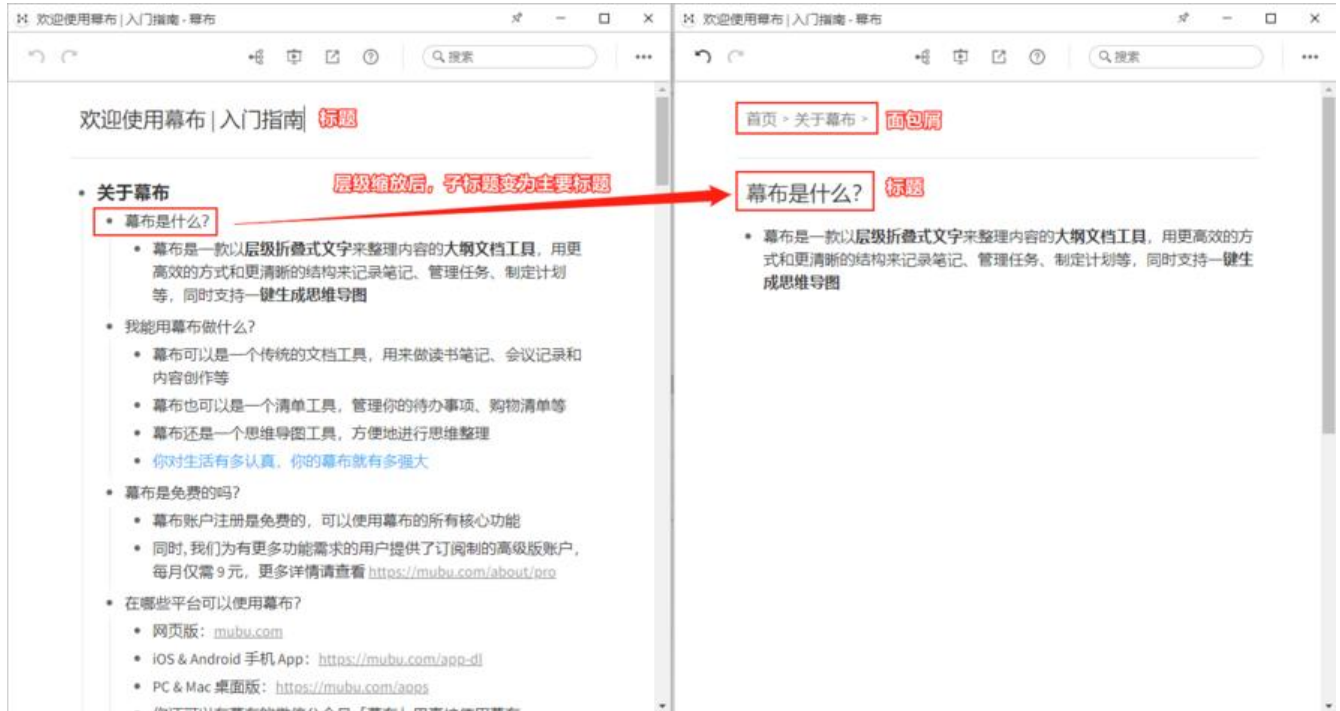 欢迎使用幕布 | 入门指南 - 幕布
搜索
欢迎使用幕布 | 入门指南
标题
层级缩放后，子标题变为主要标题
关于幕布
幕布是什么?
幕布是一款以层级折叠式文字来整理内容的大纲文档工具，用更
高效的方式和更清晰的结构来记录笔记、管理任务、制定计划
等，同时支持一键生成思维导图
我能用幕布做什么?
幕布可以是一个传统的文档工具，用来做读书笔记、会议记录和
内容创作等
幕布也可以是一个清单工具，管理你的待办事项、购物清单等
幕布还是一个思维导图工具，方便地进行思维整理
你对生活有多认真，你的幕布就有多强大
幕布是免费的吗?
幕布账户注册是免费的，可以使用幕布的所有核心功能
同时, 我们为有更多功能需求的用户提供了订阅制的高级版账户，
每月仅需 9 元，更多详情请查看 https://mubu.com/about/pro
在哪些平台可以使用幕布?
网页版：mubu.com
iOS & Android 手机 App：https://mubu.com/app-dl
PC & Mac 桌面版：https://mubu.com/apps
欢迎使用幕布 | 入门指南 - 幕布
搜索
首页 > 关于幕布 >
面包屑
幕布是什么?
标题
幕布是一款以层级折叠式文字来整理内容的大纲文档工具，用更高效的方
式和更清晰的结构来记录笔记、管理任务、制定计划等，同时支持一键生
成思维导图